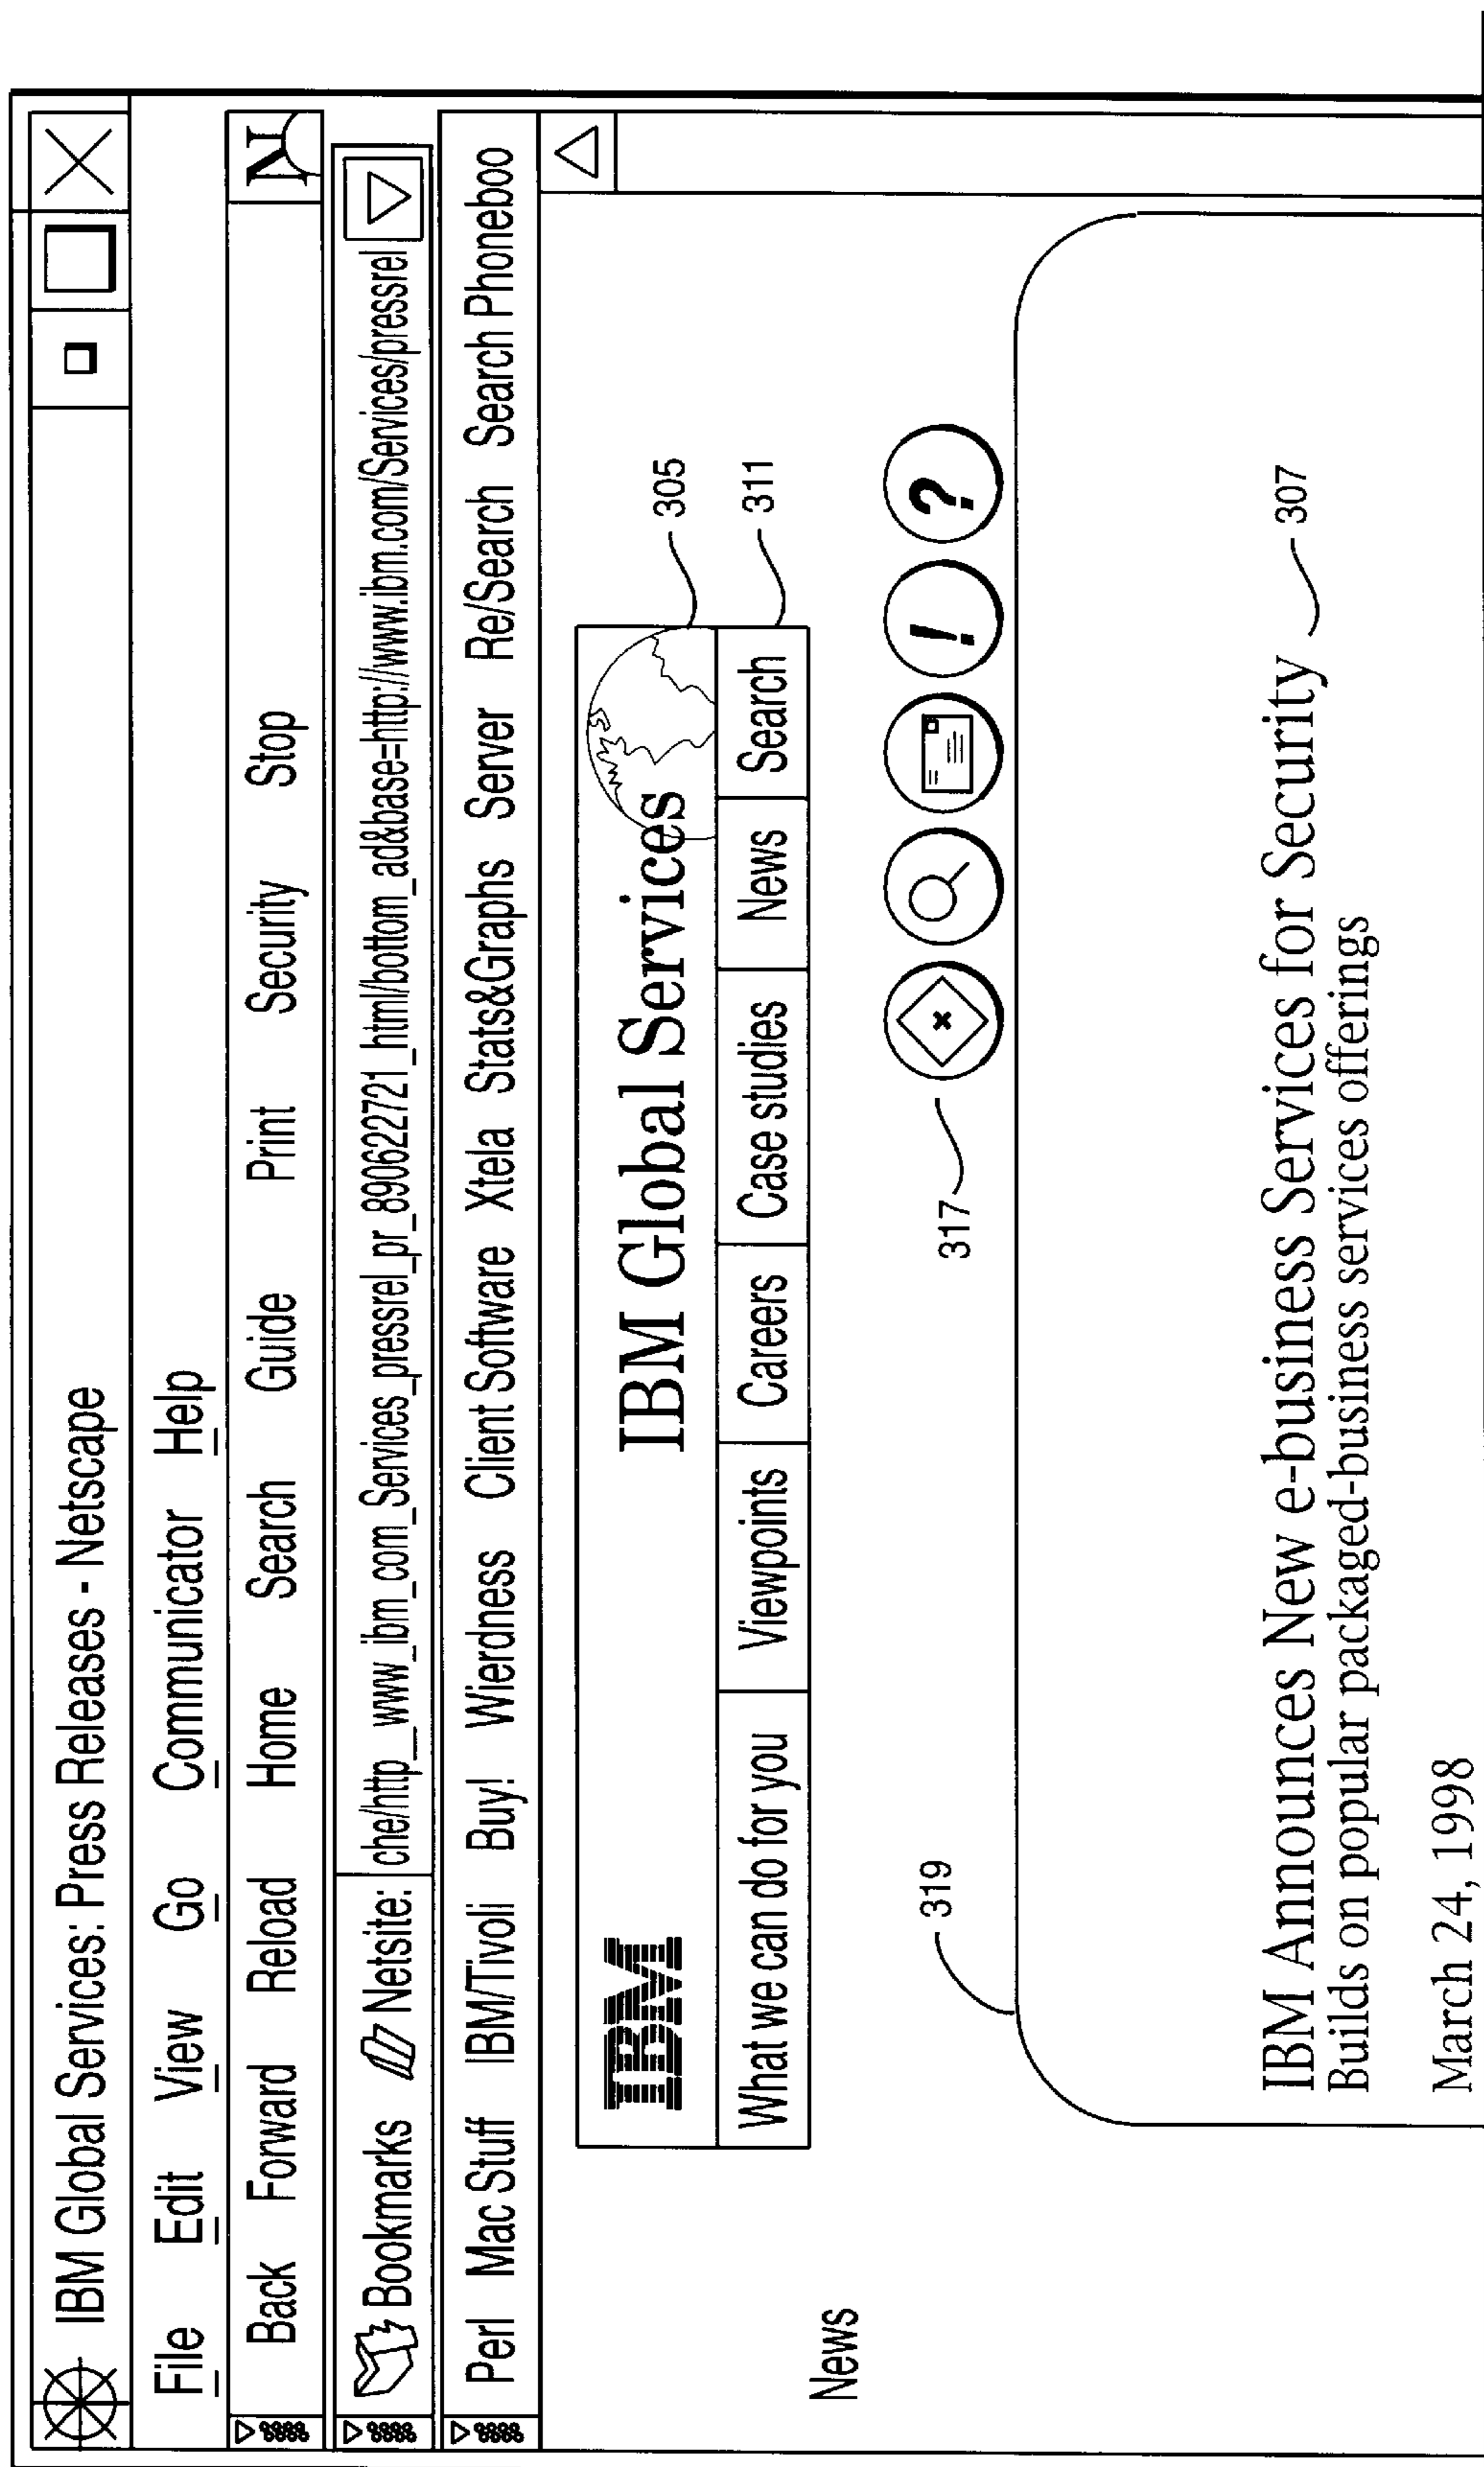 IBM Global Services: Press Releases - Netscape
File Edit View Go Communicator Help
Back Forward Reload Home Search Guide Print Security Stop
N
Bookmarks Netsite: che/http__www_ibm_com_Services_pressrel_pr_890622721_html/bottom_ad&base=http://www.ibm.com/Services/pressrel
Perl Mac Stuff IBM/Tivoli Buy! Wierdness Client Software Xtela Stats&Graphs Server Re/Search Search Phoneboo
IBM IBM Global Services
305
What we can do for you Viewpoints Careers Case studies News Search
311
News
319
317
! ?
IBM Announces New e-business Services for Security
307
Builds on popular packaged-business services offerings
March 24, 1998